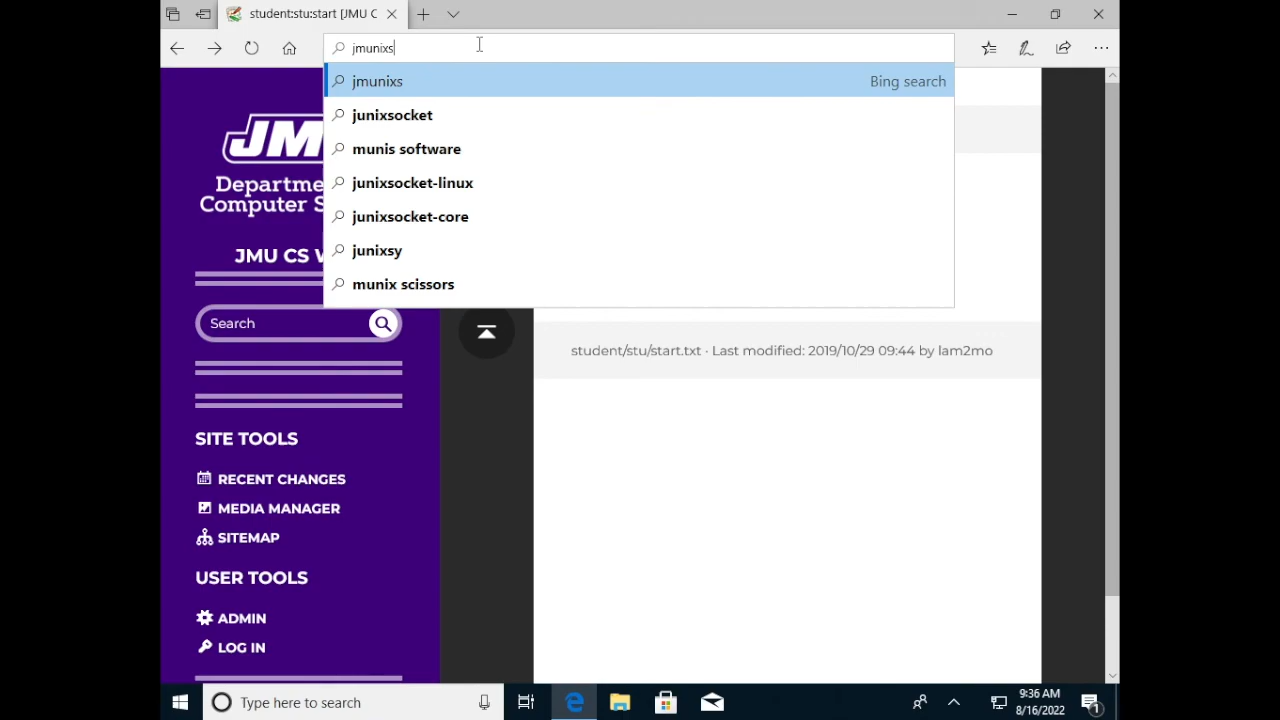 student:stu:start [JMU C
jmunixs
jmunixs Bing search
junixsocket
munis software
junixsocket-linux
junixsocket-core
junixsy
munix scissors
JMU
Departme
Computer S
JMU CS W
Search
student/stu/start.txt · Last modified: 2019/10/29 09:44 by lam2mo
SITE TOOLS
RECENT CHANGES
MEDIA MANAGER
SITEMAP
USER TOOLS
ADMIN
LOG IN
Type here to search
9:36 AM
8/16/2022
1